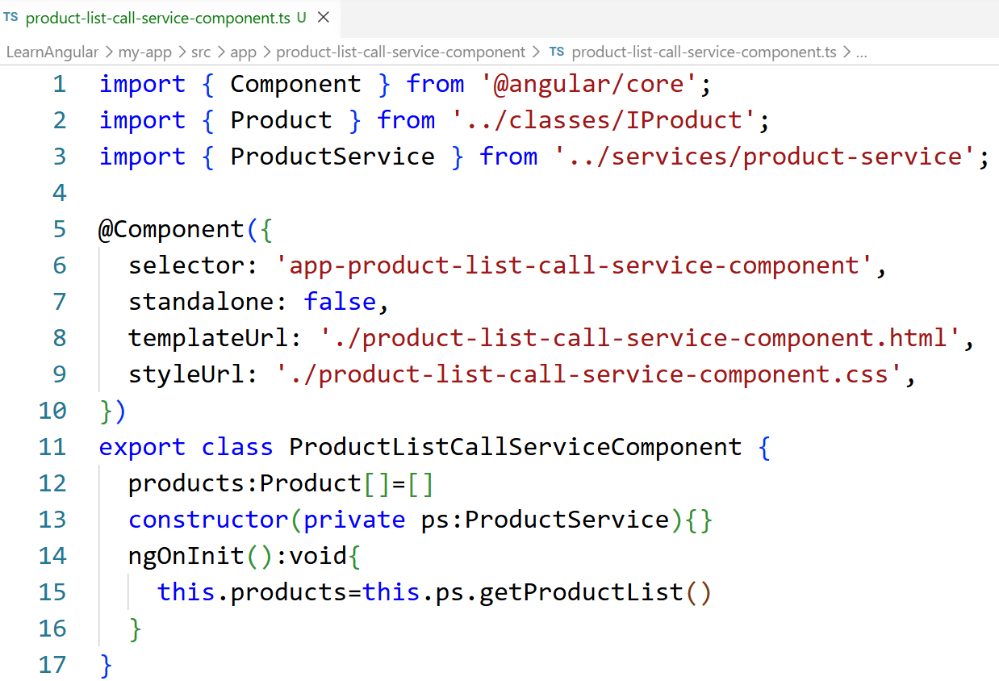 TS product-list-call-service-component.ts U ×
LearnAngular > my-app > src > app > product-list-call-service-component > TS product-list-call-service-component.ts > ...
1 import { Component } from '@angular/core';
2 import { Product } from '../classes/IProduct';
3 import { ProductService } from '../services/product-service';
4
5 @Component({
6   selector: 'app-product-list-call-service-component',
7   standalone: false,
8   templateUrl: './product-list-call-service-component.html',
9   styleUrl: './product-list-call-service-component.css',
10 })
11 export class ProductListCallServiceComponent {
12   products:Product[]=[]
13   constructor(private ps:ProductService){}
14   ngOnInit():void{
15     this.products=this.ps.getProductList()
16   }
17 }